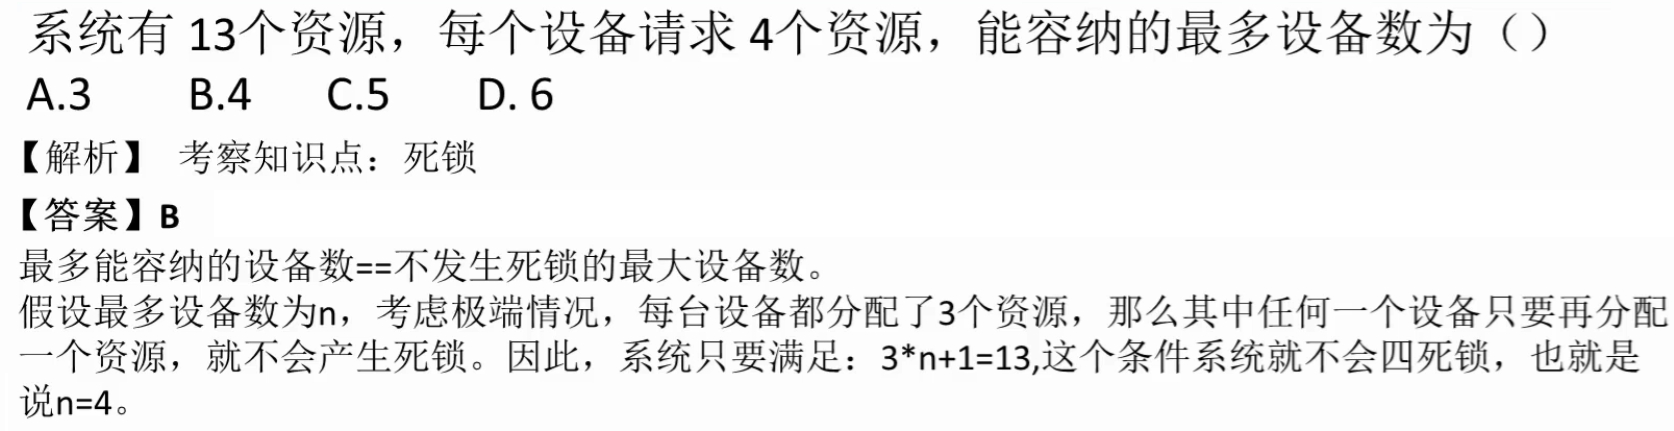 系统有 13个资源，每个设备请求 4个资源，能容纳的最多设备数为（）
A.3 B.4 C.5 D. 6
【解析】 考察知识点：死锁
【答案】B
最多能容纳的设备数==不发生死锁的最大设备数。
假设最多设备数为n，考虑极端情况，每台设备都分配了3个资源，那么其中任何一个设备只要再分配
一个资源，就不会产生死锁。因此，系统只要满足：3*n+1=13,这个条件系统就不会四死锁，也就是
说n=4。